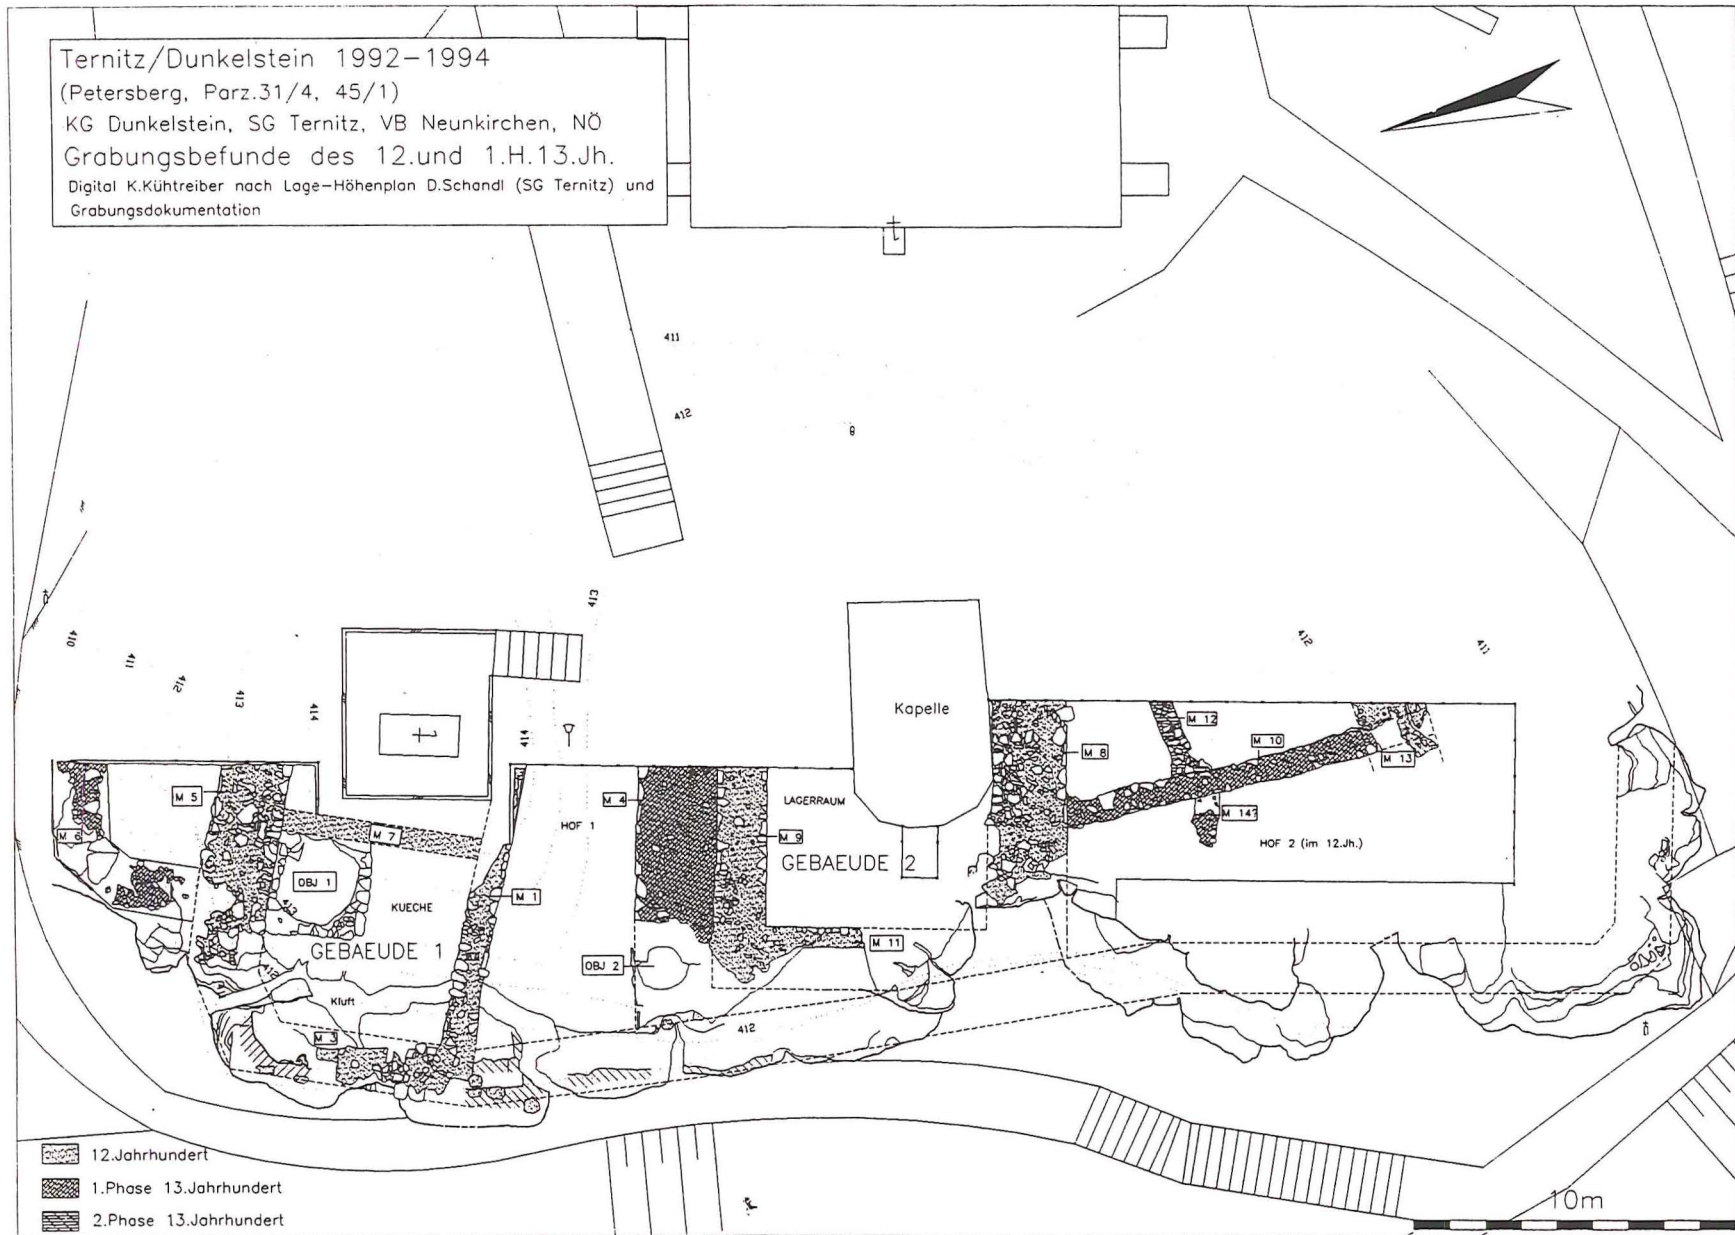 Ternitz/Dunkelstein 1992-1994
(Petersberg, Parz.31/4, 45/1)
KG Dunkelstein, SG Ternitz, VB Neunkirchen, NÖ
Grabungsbefunde des 12.und 1.H.13.Jh.
Digital K.Kühtreiber nach Lage-Höhenplan D.Schandl (SG Ternitz) und
Grabungsdokumentation
411
412
413
410
411
412
413
414
414
412
411
Kapelle
M 12
M 10
M 8
M 13
M 5
M 4
LAGERRAUM
HOF 1
M 6
M 7
M 9
M 14?
HOF 2 (im 12.Jh.)
GEBAEUDE 2
OBJ 1
KUECHE
M 1
GEBAEUDE 1
M 11
OBJ 2
412
Kluft
412
M 3
12.Jahrhundert
1.Phase 13.Jahrhundert
2.Phase 13.Jahrhundert
10m